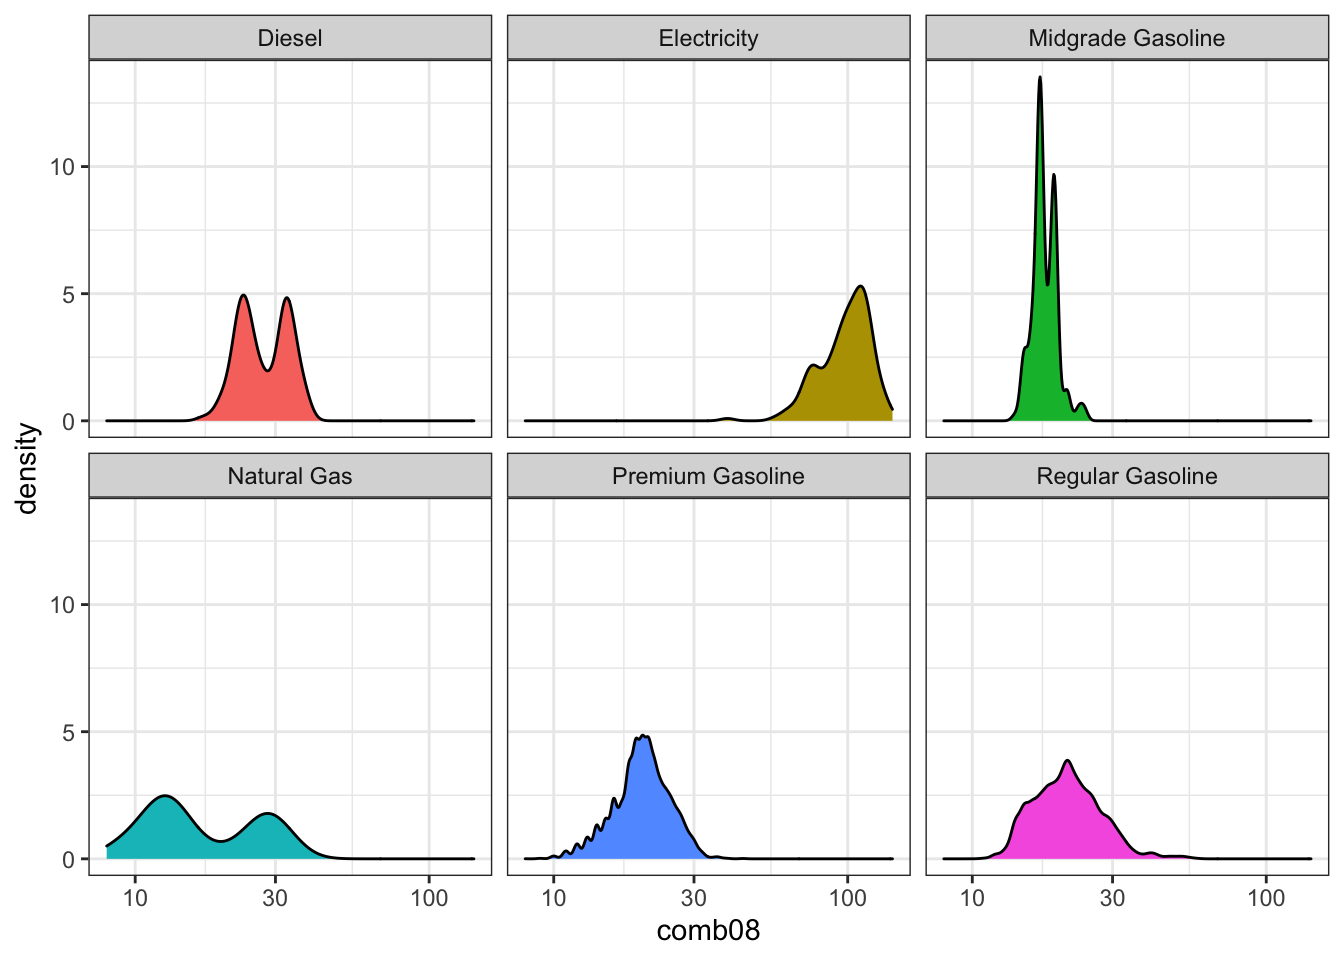 Diesel
Electricity
Midgrade Gasoline
10
5
0
density
Natural Gas
Premium Gasoline
Regular Gasoline
10
5
0
10 30 100
10 30 100
10 30 100
comb08